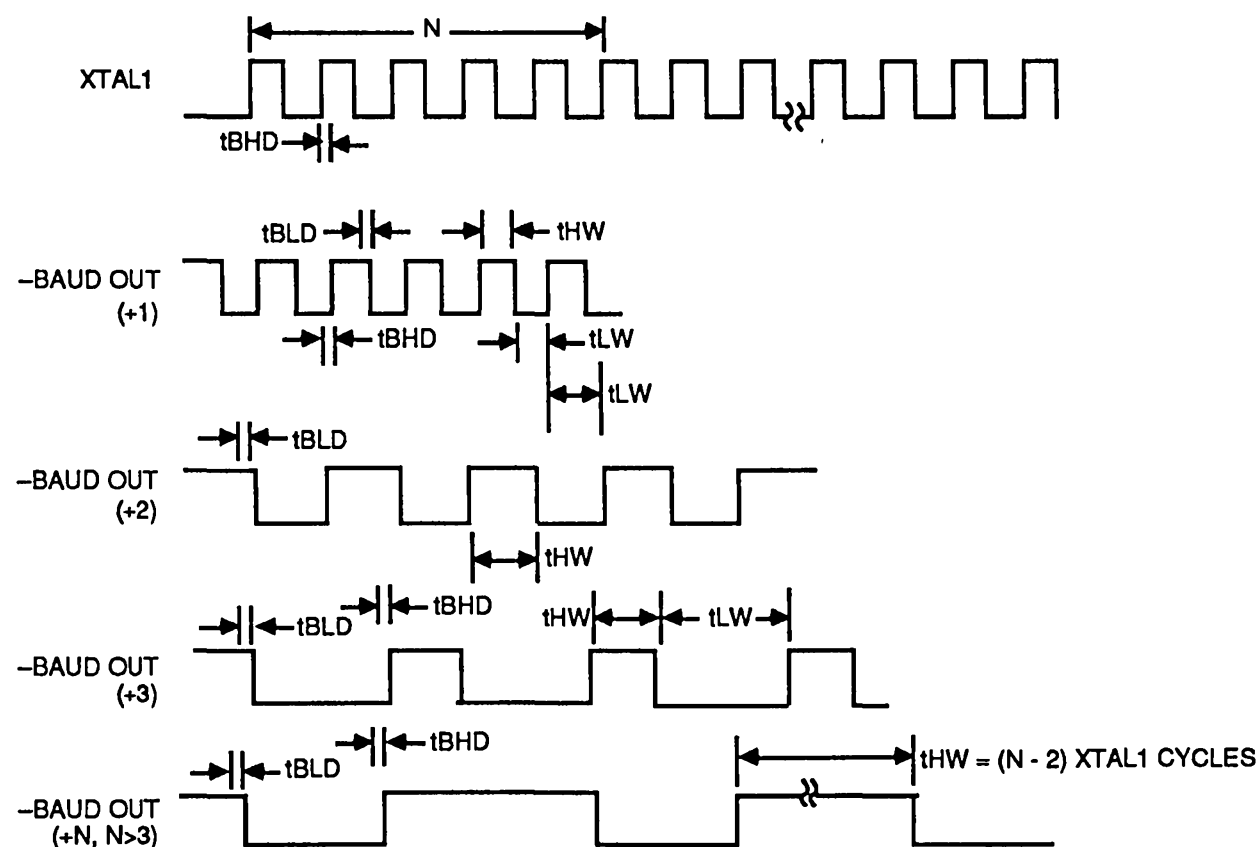 N
XTAL1
tBHD
tBLD
tHW
–BAUD OUT
(+1)
tBHD
tLW
tLW
tBLD
–BAUD OUT
(+2)
tHW
tBHD
tHW
tLW
tBLD
–BAUD OUT
(+3)
tBHD
tBLD
tHW = (N - 2) XTAL1 CYCLES
–BAUD OUT
(+N, N>3)